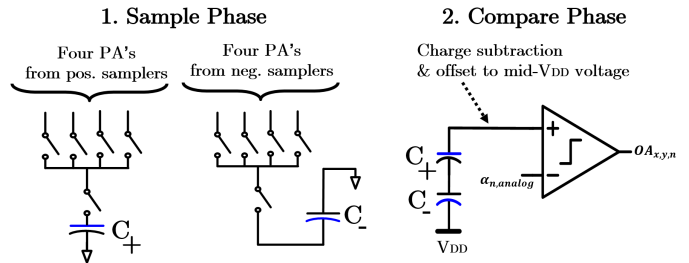 1. Sample Phase
2. Compare Phase
Four PA's
from pos. samplers
Four PA's
from neg. samplers
Charge subtraction
& offset to mid-VDD voltage
C+
C-
C+
C-
VDD
+
-
αn,analog
OAx,y,n